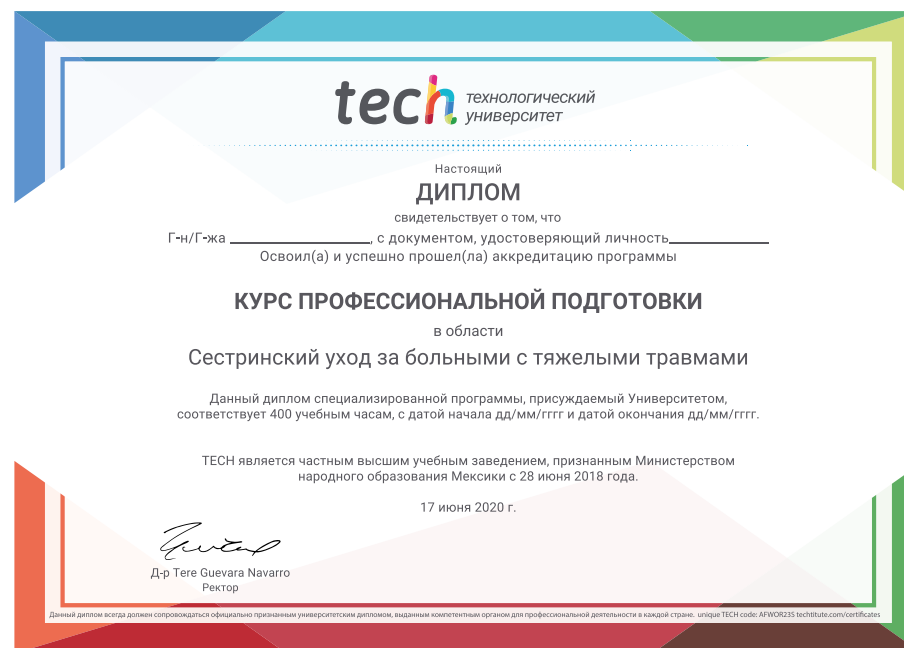 tech технологический
университет
Настоящий
ДИПЛОМ
свидетельствует о том, что
Г-н/Г-жа ____________________, с документом, удостоверяющий личность______________
Освоил(а) и успешно прошел(ла) аккредитацию программы
КУРС ПРОФЕССИОНАЛЬНОЙ ПОДГОТОВКИ
в области
Сестринский уход за больными с тяжелыми травмами
Данный диплом специализированной программы, присуждаемый Университетом,
соответствует 400 учебным часам, с датой начала дд/мм/гггг и датой окончания дд/мм/гггг.
TECH является частным высшим учебным заведением, признанным Министерством
народного образования Мексики с 28 июня 2018 года.
17 июня 2020 г.
Д-р Tere Guevara Navarro
Ректор
Данный диплом всегда должен сопровождаться официально признанным университетским дипломом, выданным компетентным органом для профессиональной деятельности в каждой стране. unique TECH code: AFWOR23S techtitute.com/certificates